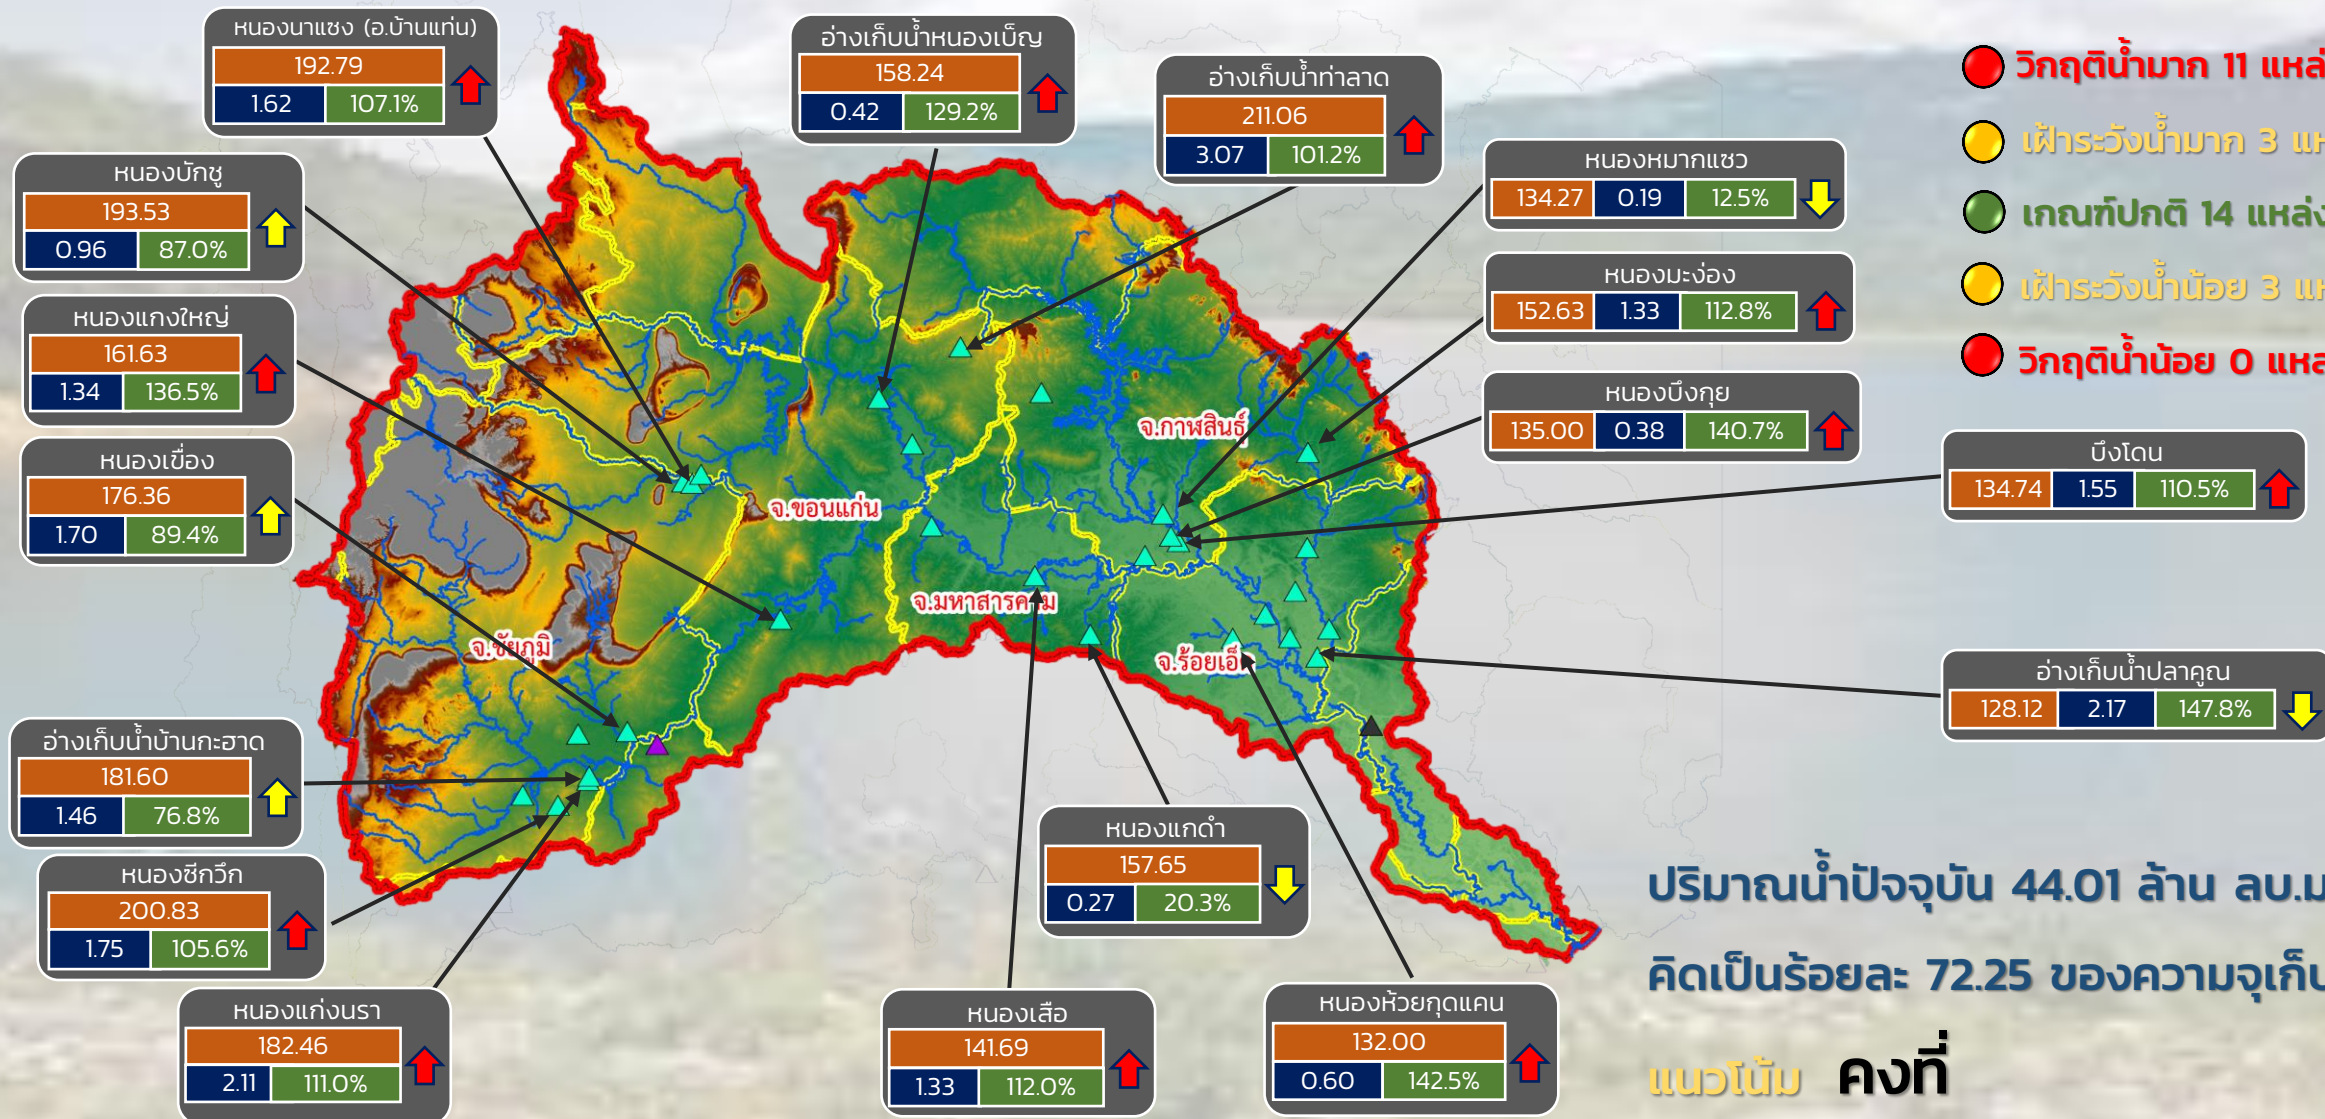 หนองนาแซง (อ.บ้านแท่น)
192.79
1.62 107.1%
อ่างเก็บน้ำหนองเบ็ญ
158.24
0.42 129.2%
อ่างเก็บน้ำท่าลาด
211.06
3.07 101.2%
วิกฤติน้ำมาก 11
เฝ้าระวังน้ำมาก 3
เกณฑ์ปกติ 14 แหล่ง
เฝ้าระวังน้ำน้อย 3
วิกฤติน้ำน้อย 0
หนองบักชู
193.53
0.96 87.0%
หนองหมากแซว
134.27 0.19 12.5%
หนองมะง่อง
152.63 1.33 112.8%
หนองแกงใหญ่
161.63
1.34 136.5%
หนองบึงกุย
135.00 0.38 140.7%
หนองเขื่อง
176.36
1.70 89.4%
บึงโดน
134.74 1.55 110.5%
จ.กาฬสินธุ์
จ.ขอนแก่น
จ.มหาสารคาม
จ.ชัยภูมิ
จ.ร้อยเอ็
อ่างเก็บน้ำปลาคูณ
128.12 2.17 147.8%
อ่างเก็บน้ำบ้านกะฮาด
181.60
1.46 76.8%
หนองแกดำ
157.65
0.27 20.3%
หนองซีกวึก
200.83
1.75 105.6%
หนองแก่งนรา
182.46
2.11 111.0%
หนองเสือ
141.69
1.33 112.0%
หนองห้วยกุดแคน
132.00
0.60 142.5%
ปริมาณน้ำปัจจุบัน 44.01 ล้าน ลบ.ม
คิดเป็นร้อยละ 72.25 ของความจุเก็บ
แนวโน้ม คงที่